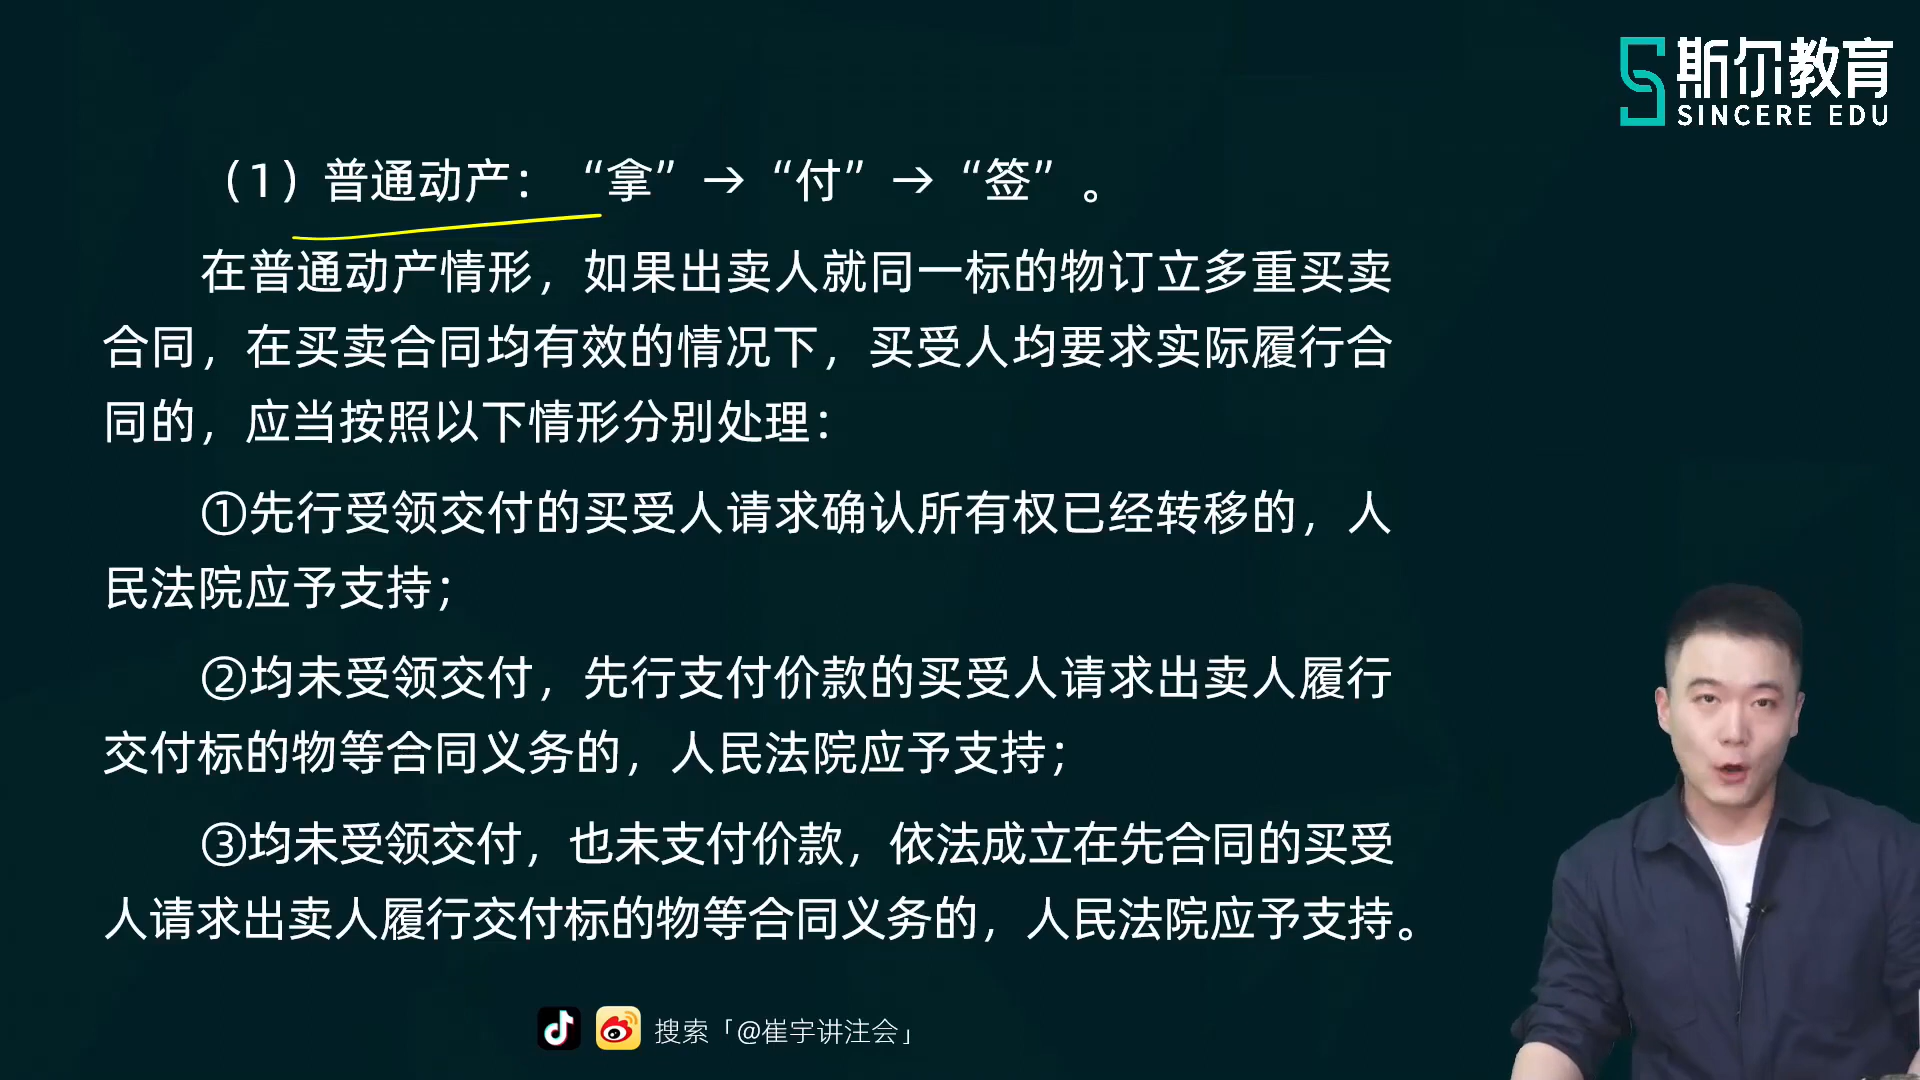 斯尔教育
SINCERE EDU
（1）普通动产：“拿”→“付”→“签”。
在普通动产情形，如果出卖人就同一标的物订立多重买卖
合同，在买卖合同均有效的情况下，买受人均要求实际履行合
同的，应当按照以下情形分别处理：
①先行受领交付的买受人请求确认所有权已经转移的，人
民法院应予支持；
②均未受领交付，先行支付价款的买受人请求出卖人履行
交付标的物等合同义务的，人民法院应予支持；
③均未受领交付，也未支付价款，依法成立在先合同的买受
人请求出卖人履行交付标的物等合同义务的，人民法院应予支持。
搜索「@崔宇讲注会」